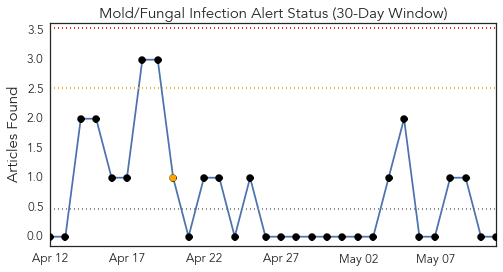 Mold/Fungal Infection Alert Status (30-Day Window)
Articles Found
3.5
3.0
2.5
2.0
1.5
1.0
0.5
0.0
Apr 12
Apr 17
Apr 22
Apr 27
May 02
May 07